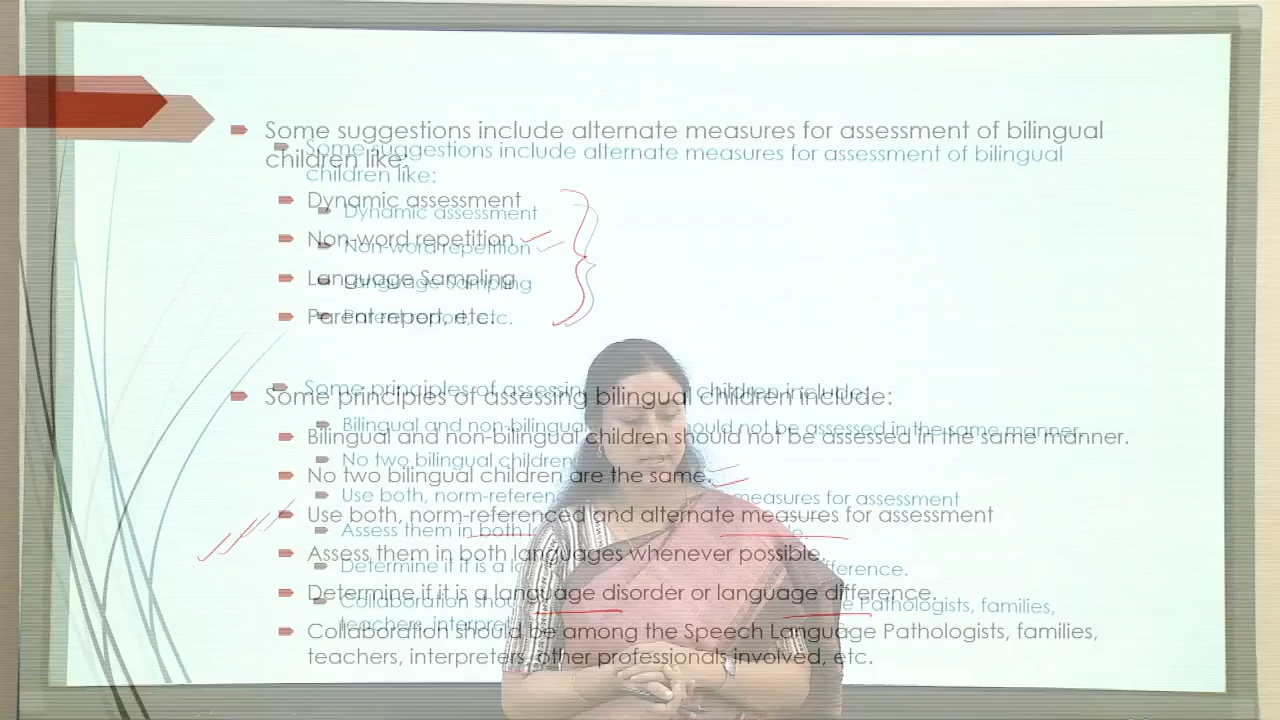 Some suggestions include alternate measures for assessment of bilingual
children like:
Dynamic assessment
Non-word repetition
Language Sampling
Parent report, etc.
Some principles of assessing bilingual children include:
Bilingual and non-bilingual children should not be assessed in the same manner.
No two bilingual children are the same.
Use both, norm-referenced and alternate measures for assessment
Assess them in both languages whenever possible.
Determine if it is a language disorder or language difference.
Collaboration should be among the Speech Language Pathologists, families,
teachers, interpreters, other professionals involved, etc.